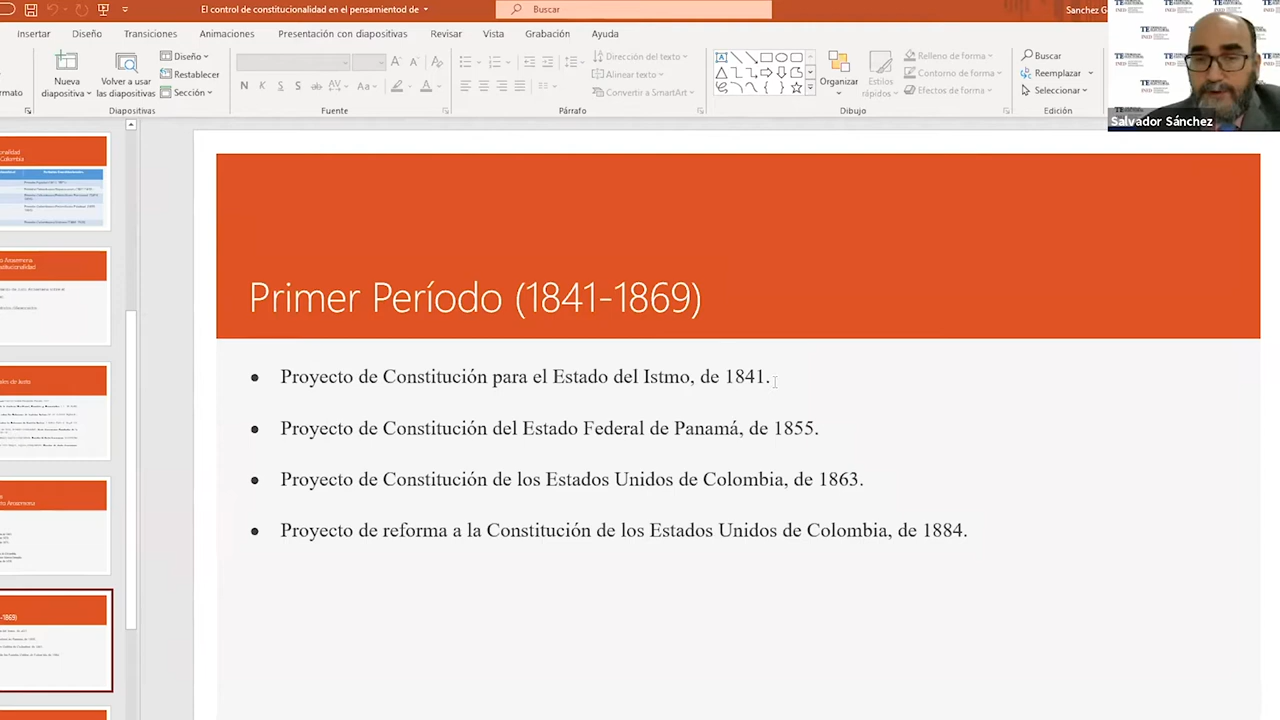 El control de constitucionalidad en el pensamientod de
Buscar
Sanchez G
Insertar Diseño Transiciones Animaciones Presentación con diapositivas Revisar Vista Grabación Ayuda
Nueva diapositiva
Volver a usar las diapositivas
Diseño
Restablecer
Sección
Diapositivas
N K S S ab AV Aa A
Fuente
Dirección del texto
Alinear texto
Convertir a SmartArt
Párrafo
Organizar
Estilos rápidos
Relleno de forma
Contorno de forma
Efectos de forma
Dibujo
Buscar
Reemplazar
Seleccionar
Edición
Salvador Sánchez
Primer Período (1841-1869)
• Proyecto de Constitución para el Estado del Istmo, de 1841.
• Proyecto de Constitución del Estado Federal de Panamá, de 1855.
• Proyecto de Constitución de los Estados Unidos de Colombia, de 1863.
• Proyecto de reforma a la Constitución de los Estados Unidos de Colombia, de 1884.